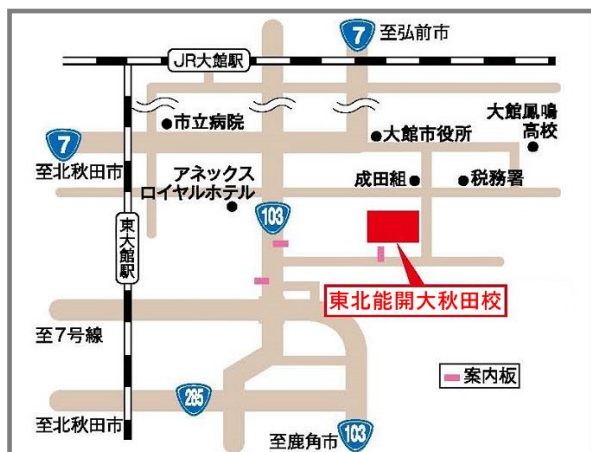 7
至弘前市
JR大館駅
市立病院
大館市役所
大館鳳鳴
高校
7
至北秋田市
アネックス
ロイヤルホテル
成田組
税務署
103
東大館駅
東北能開大秋田校
至7号線
案内板
285
至北秋田市
至鹿角市
103